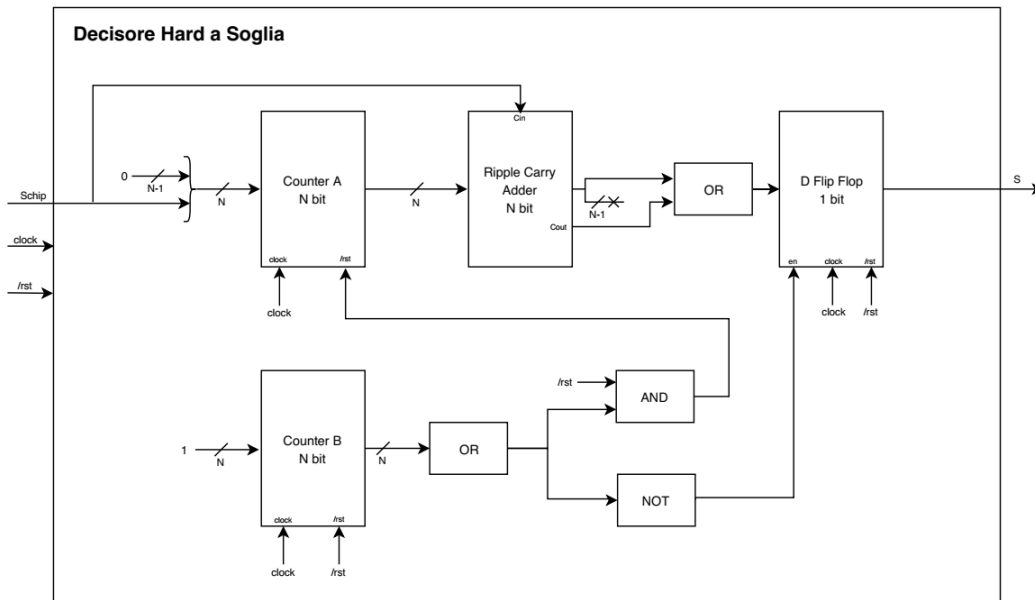 Decisore Hard a Soglia
Cin
0
N-1
Counter A
N bit
N
N
clock
/rst
clock
Ripple Carry
Adder
N bit
Cout
N-1
OR
D Flip Flop
1 bit
en
clock
/rst
clock
/rst
S
Schip
clock
/rst
1
N
Counter B
N bit
N
clock
/rst
clock
/rst
OR
/rst
AND
NOT